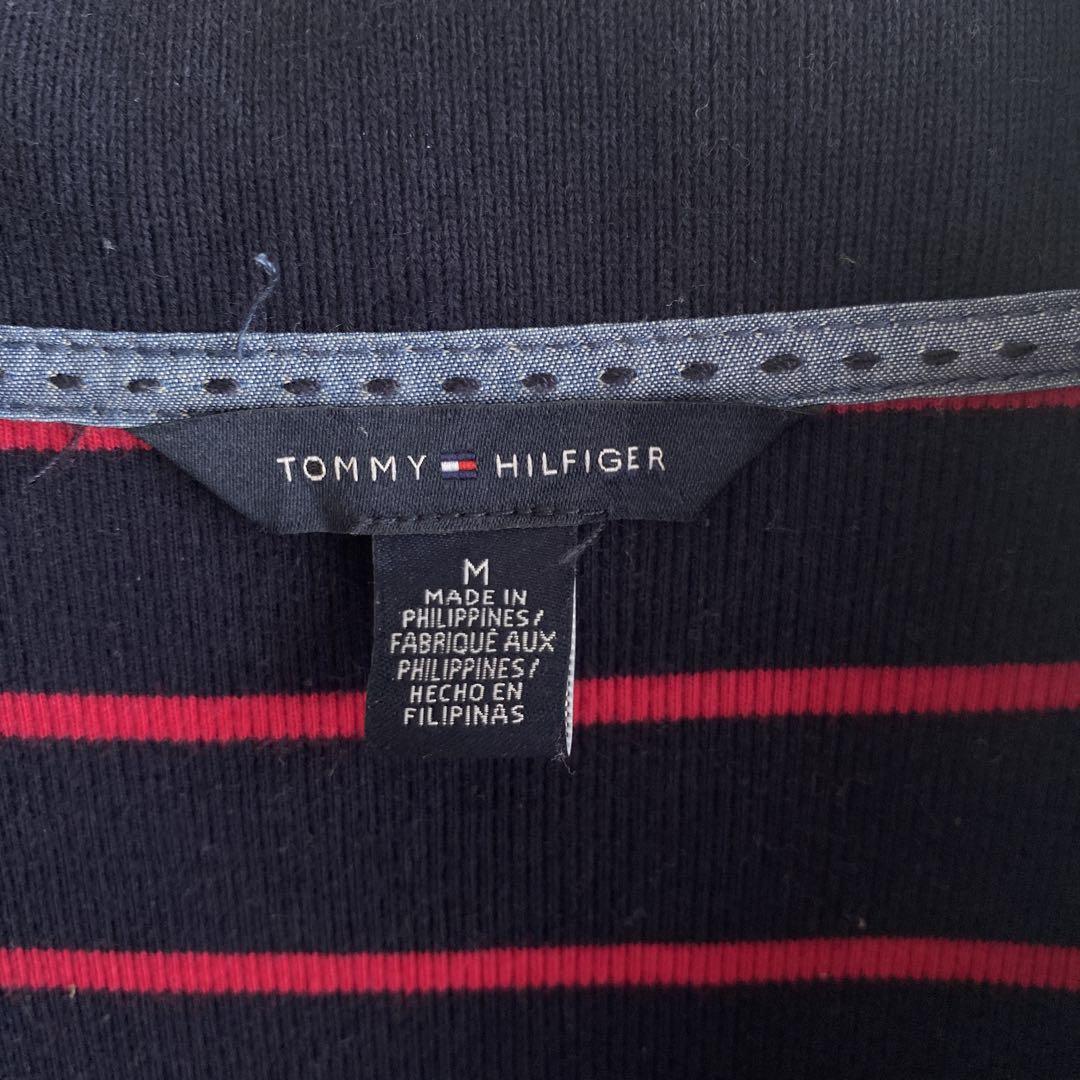 TOMMY HILFIGER
M
MADE IN
PHILIPPINES/
FABRIQUÉ AUX
PHILIPPINES/
HECHO EN
FILIPINAS